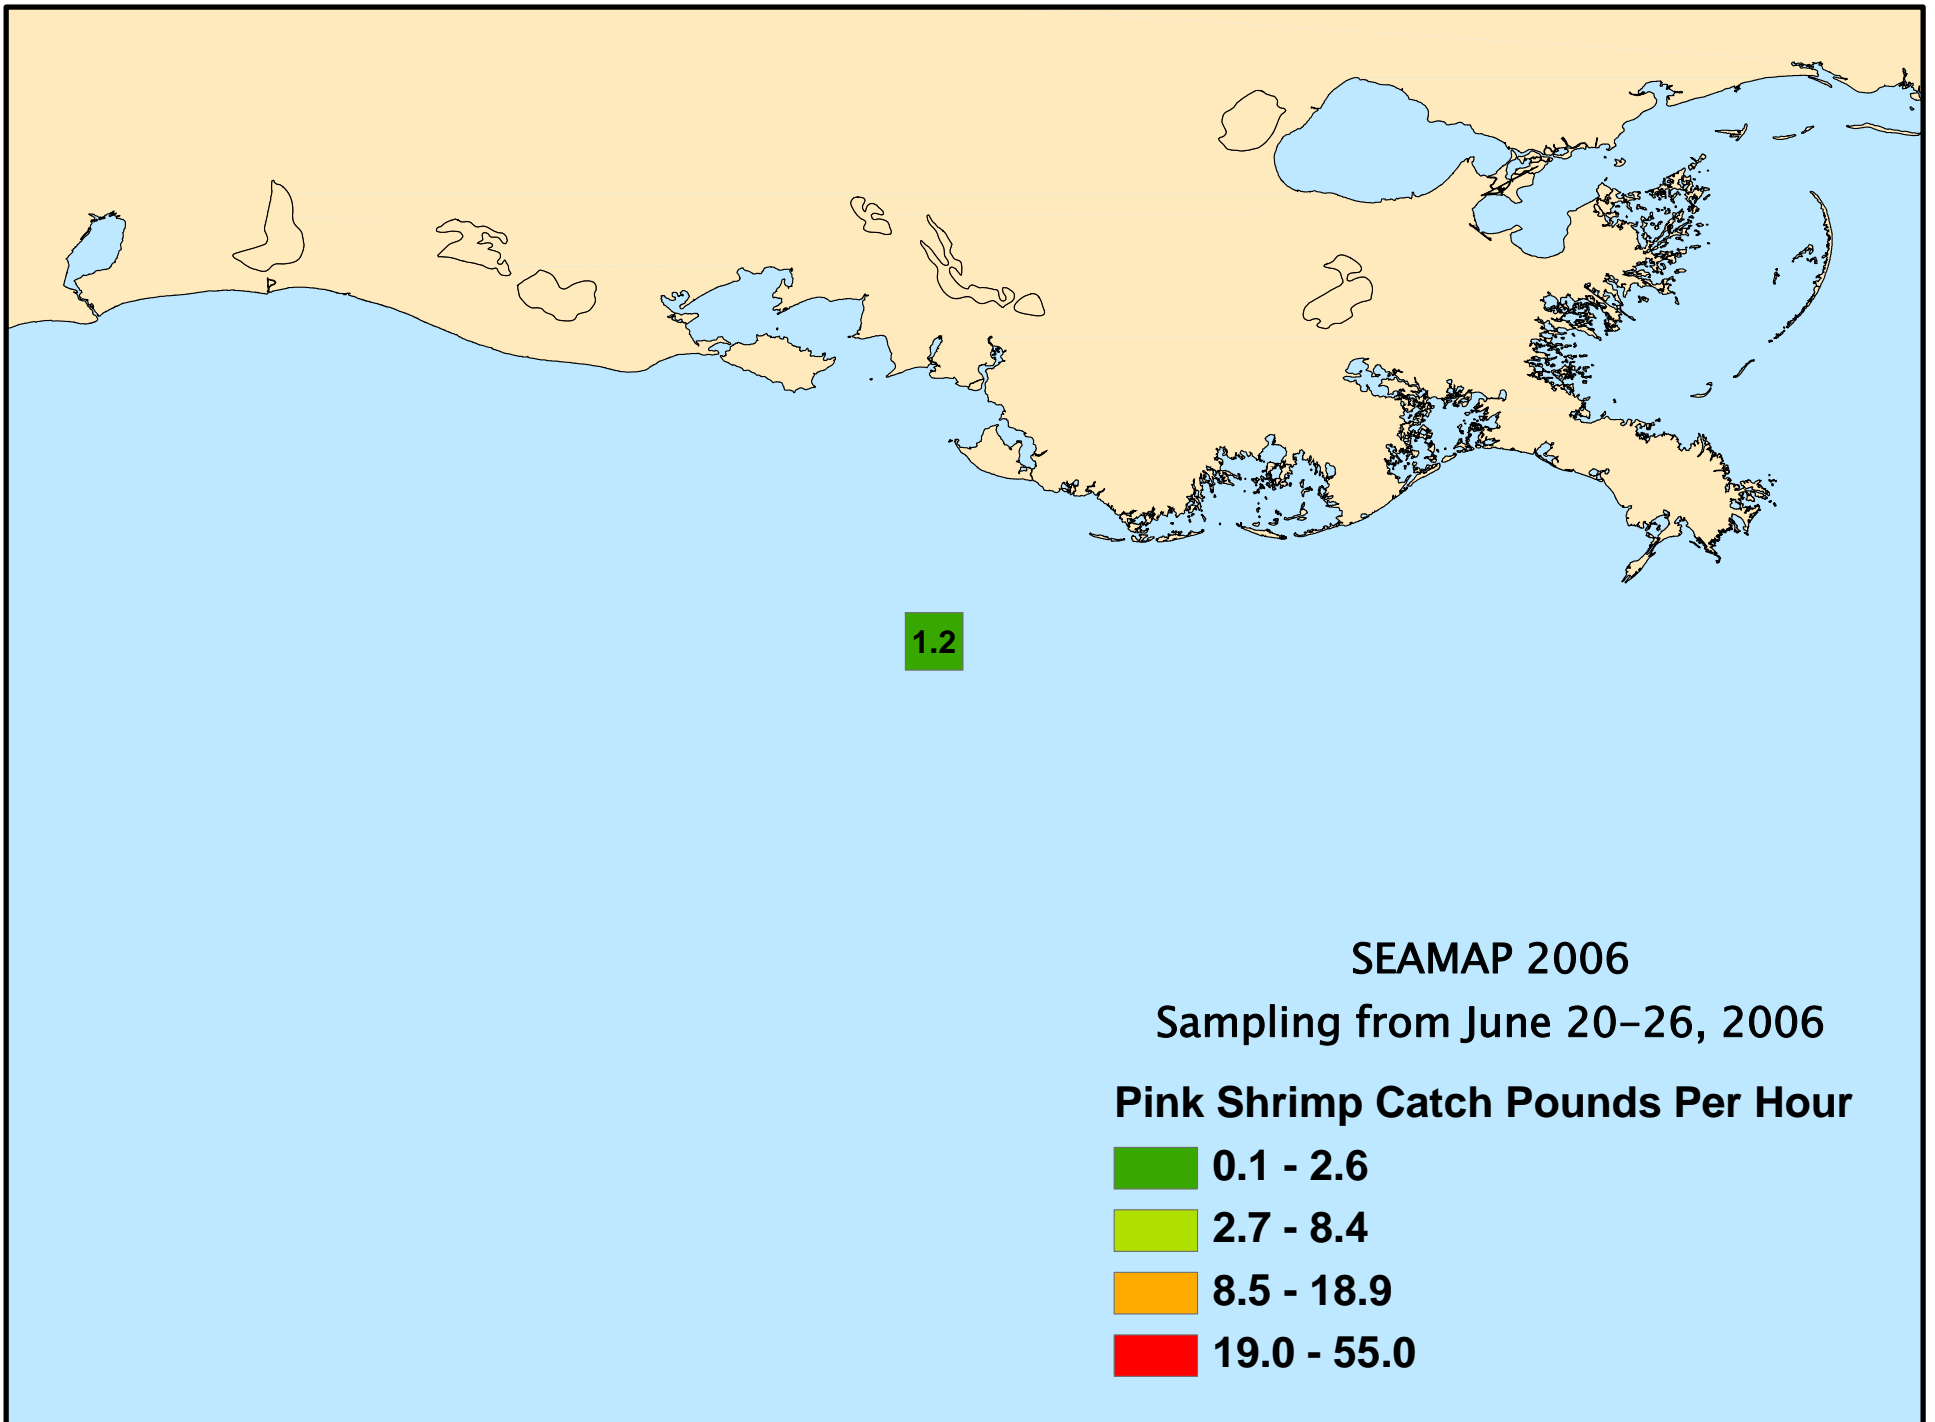 1.2
SEAMAP 2006
Sampling from June 20-26, 2006
Pink Shrimp Catch Pounds Per Hour
0.1 - 2.6
2.7 - 8.4
8.5 - 18.9
19.0 - 55.0